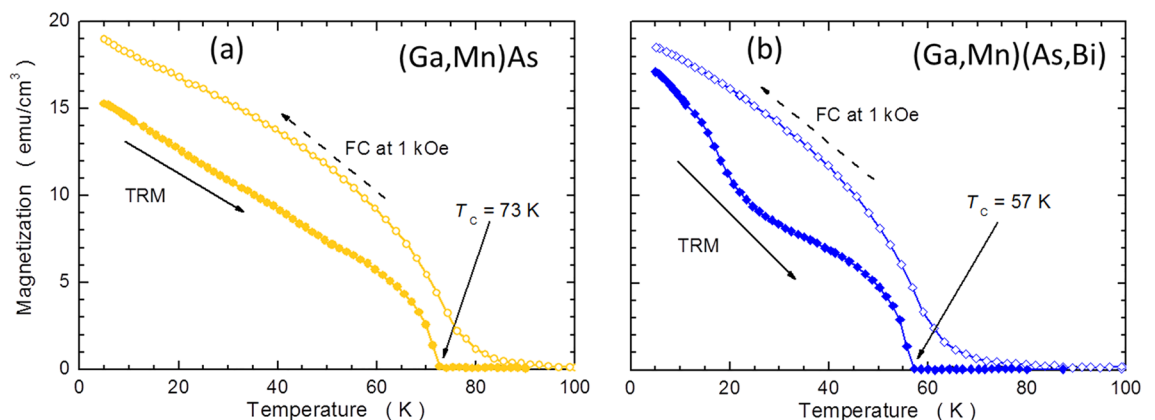 (a)
(Ga,Mn)As
FC at 1 kOe
TRM
T_C = 73 K
20
15
10
5
0
0
20
40
60
80
100
Magnetization ( emu/cm³ )
Temperature ( K )
(b)
(Ga,Mn)(As,Bi)
FC at 1 kOe
TRM
T_C = 57 K
0
20
40
60
80
100
Temperature ( K )